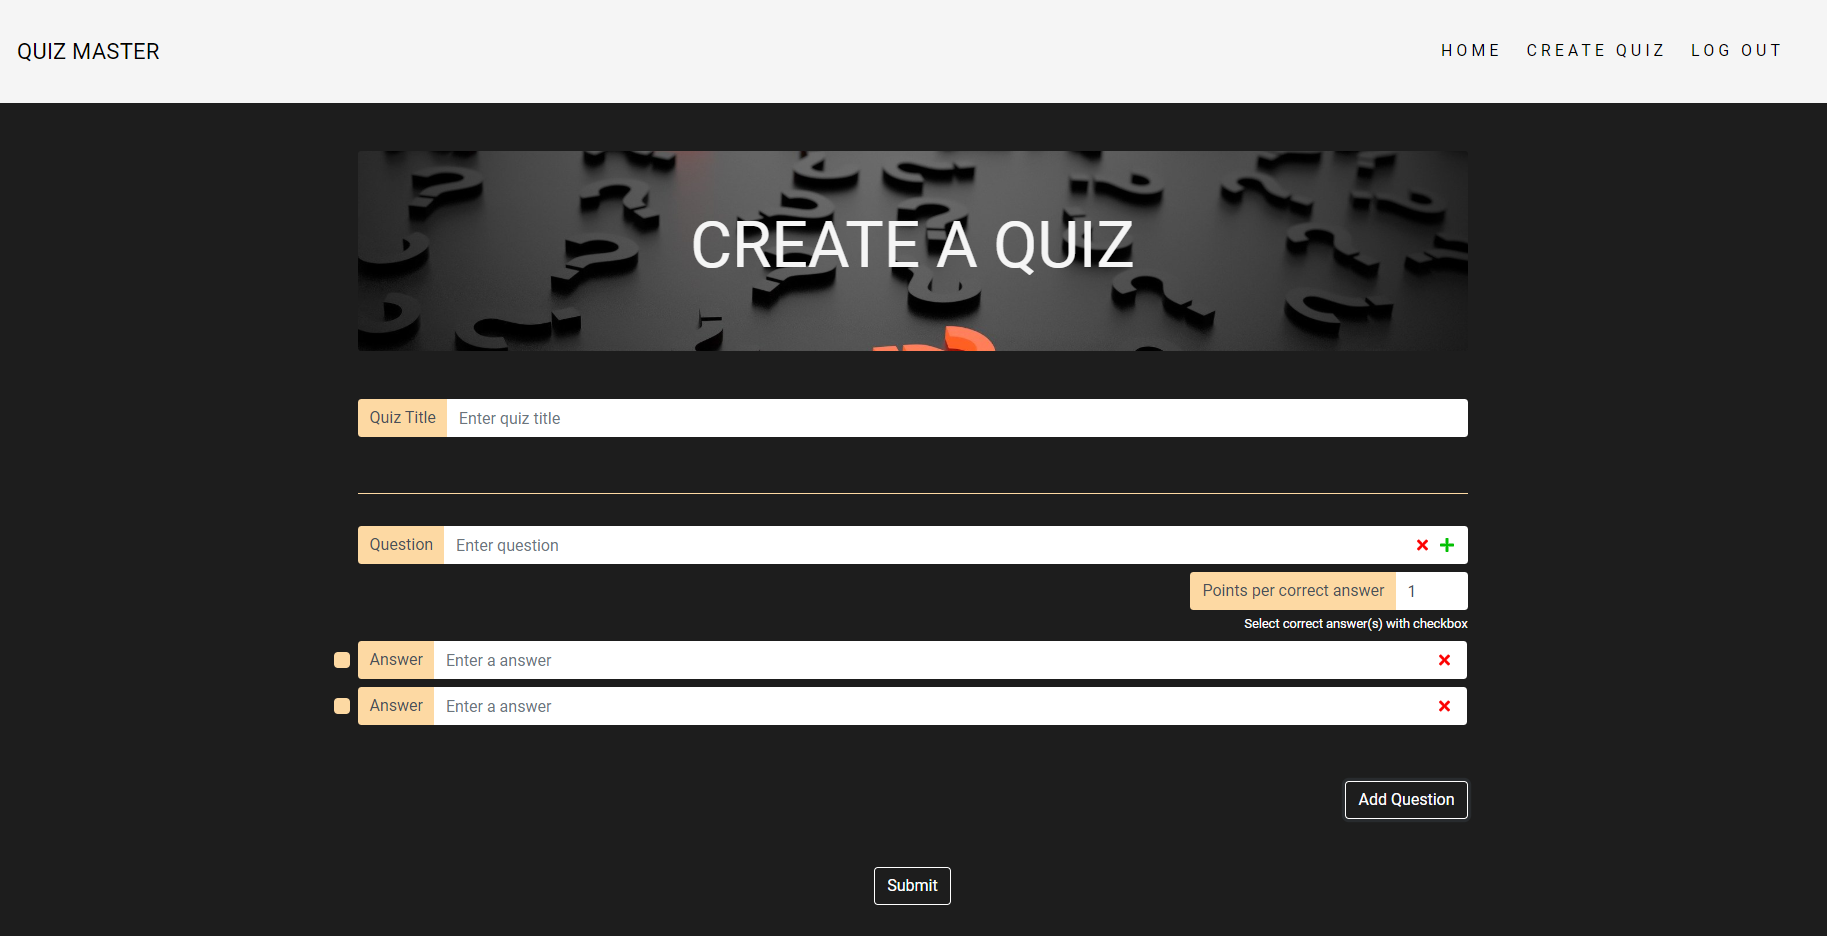 QUIZ MASTER
HOME CREATE QUIZ LOG OUT
CREATE A QUIZ
Quiz Title Enter quiz title
Question Enter question
Points per correct answer 1
Select correct answer(s) with checkbox
Answer Enter a answer
Answer Enter a answer
Add Question
Submit